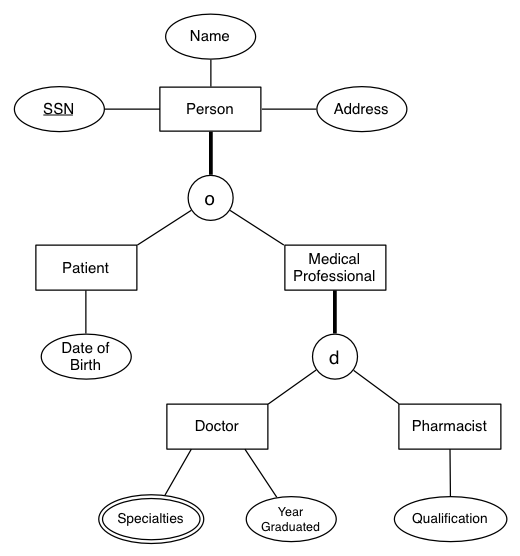 Name
SSN
Person
Address
o
Patient
Medical
Professional
Date of
Birth
d
Doctor
Pharmacist
Specialties
Year
Graduated
Qualification